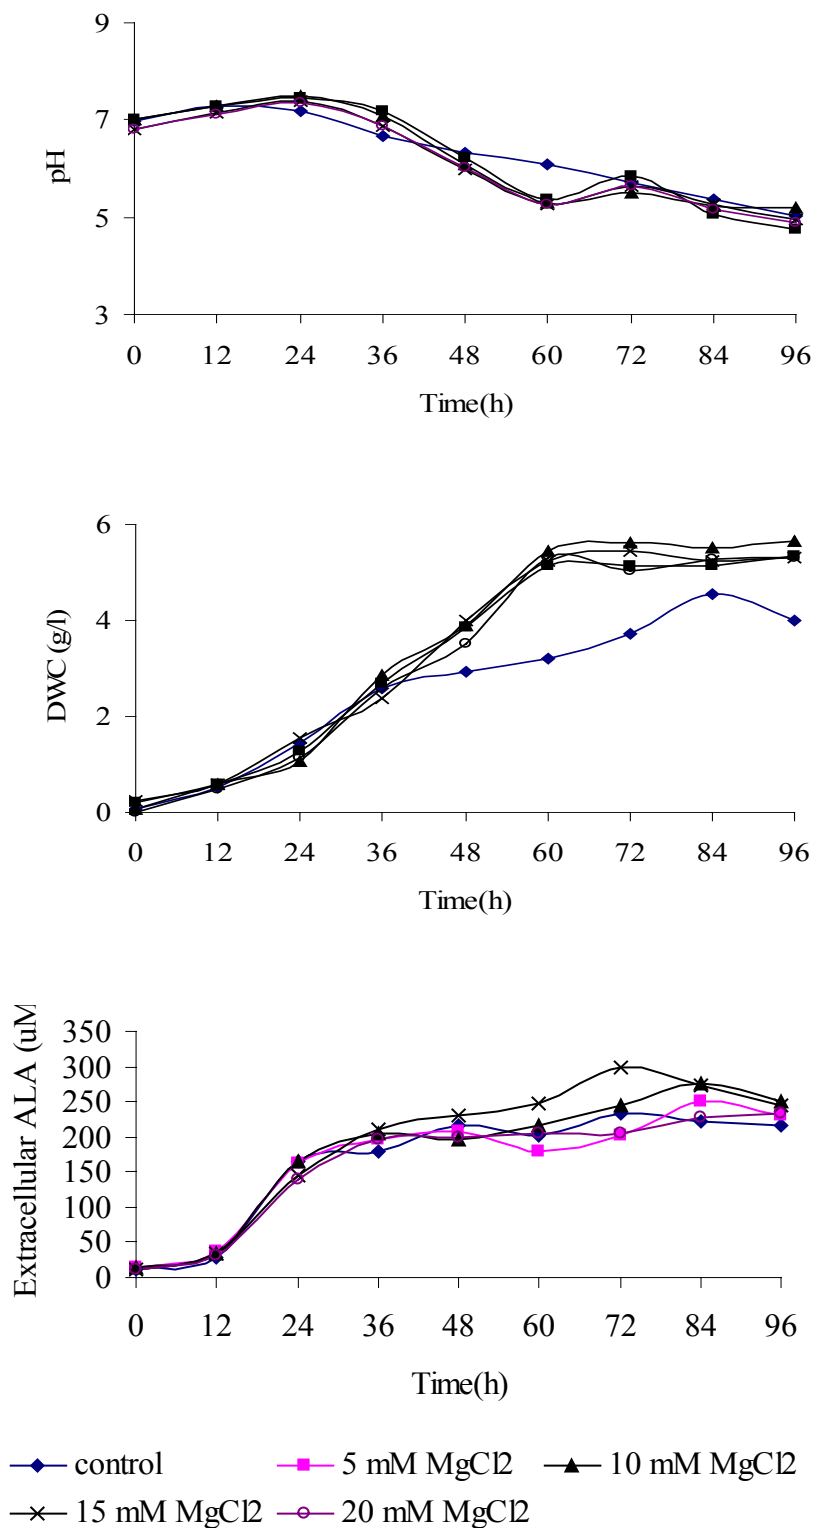 9
7
5
3
pH
0 12 24 36 48 60 72 84 96
Time(h)
6
4
2
0
DWC (g/l)
0 12 24 36 48 60 72 84 96
Time(h)
350
300
250
200
150
100
50
0
Extracellular ALA (uM
0 12 24 36 48 60 72 84 96
Time(h)
control 5 mM MgCl2 10 mM MgCl2
15 mM MgCl2 20 mM MgCl2